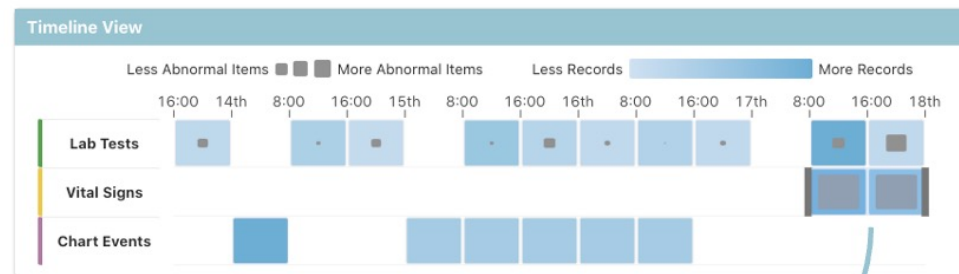 Timeline View
Less Abnormal Items More Abnormal Items Less Records More Records
16:00 14th 8:00 16:00 15th 8:00 16:00 16th 8:00 16:00 17th 8:00 16:00 18th
Lab Tests
Vital Signs
Chart Events